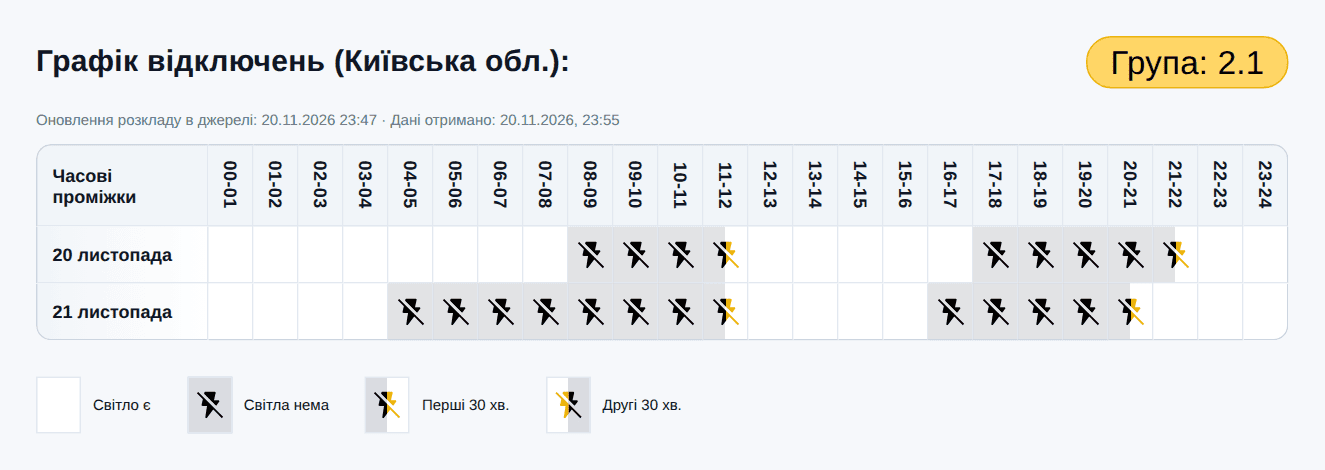 Графік відключень (Київська обл.):
Група: 2.1
Оновлення розкладу в джерелі: 20.11.2026 23:47 · Дані отримано: 20.11.2026, 23:55
Часові
проміжки
00-01
01-02
02-03
03-04
04-05
05-06
06-07
07-08
08-09
09-10
10-11
11-12
12-13
13-14
14-15
15-16
16-17
17-18
18-19
19-20
20-21
21-22
22-23
23-24
20 листопада
21 листопада
Світло є
Світла нема
Перші 30 хв.
Другі 30 хв.